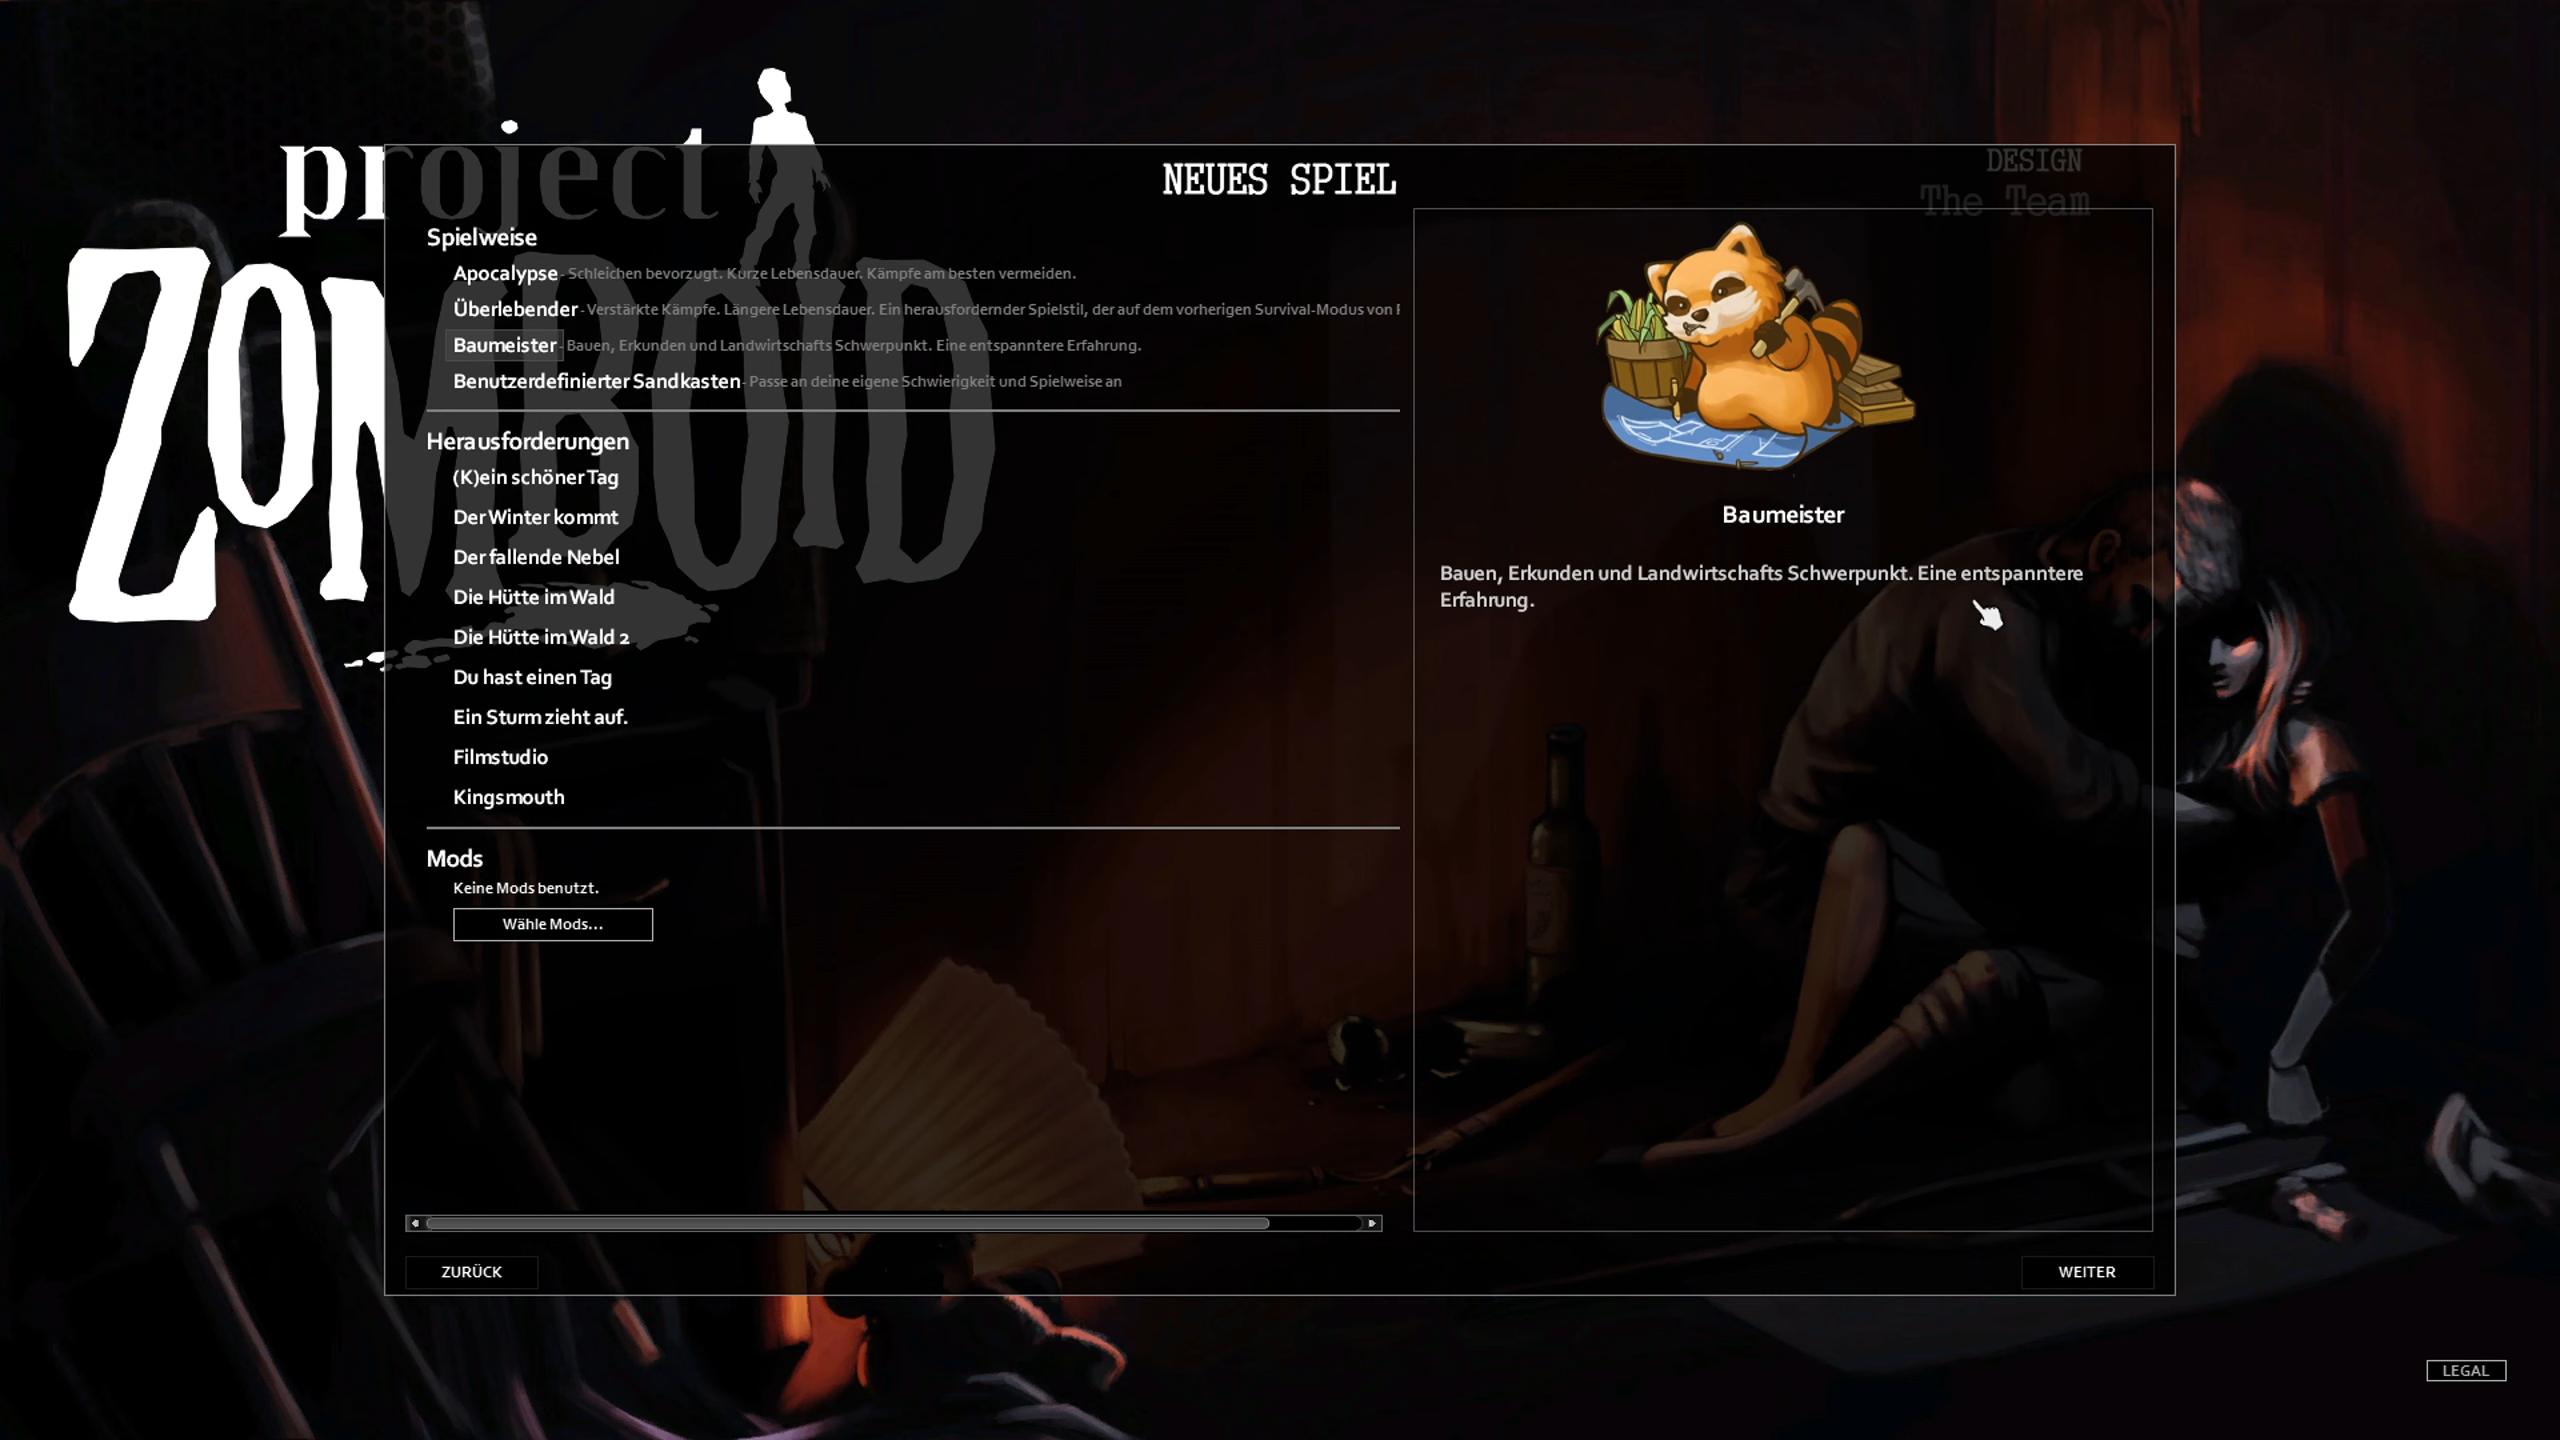 project
ZOMBOID
NEUES SPIEL
DESIGN
The Team
Spielweise
Apocalypse - Schleichen bevorzugt. Kurze Lebensdauer. Kämpfe am besten vermeiden.
Überlebender - Verstärkte Kämpfe. Längere Lebensdauer. Ein herausfordernder Spielstil, der auf dem vorherigen Survival-Modus von
Baumeister - Bauen, Erkunden und Landwirtschafts Schwerpunkt. Eine entspanntere Erfahrung.
Benutzerdefinierter Sandkasten - Passe an deine eigene Schwierigkeit und Spielweise an
Herausforderungen
(K)ein schöner Tag
Der Winter kommt
Der fallende Nebel
Die Hütte im Wald
Die Hütte im Wald 2
Du hast einen Tag
Ein Sturm zieht auf.
Filmstudio
Kingsmouth
Mods
Keine Mods benutzt.
Wähle Mods...
Baumeister
Bauen, Erkunden und Landwirtschafts Schwerpunkt. Eine entspanntere
Erfahrung.
ZURÜCK
WEITER
LEGAL